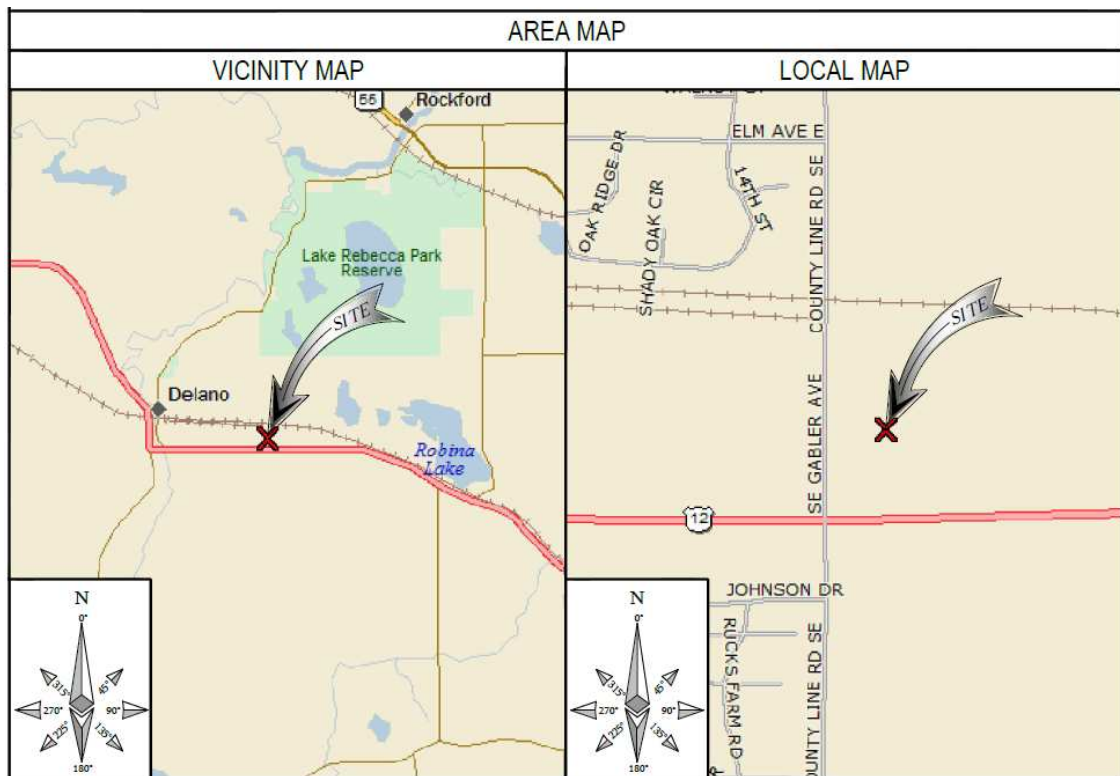 AREA MAP
VICINITY MAP
LOCAL MAP
55
Rockford
Lake Rebecca Park
Reserve
SITE
Delano
Robina
Lake
N
0°
315°
45°
270°
90°
225°
135°
180°
ELM AVE E
OAK RIDGE DR
SHADY OAK CIR
14TH ST
COUNTY LINE RD SE
SITE
SE GABLER AVE
12
JOHNSON DR
RUCKS FARM RD
COUNTY LINE RD SE
N
0°
315°
45°
270°
90°
225°
135°
180°